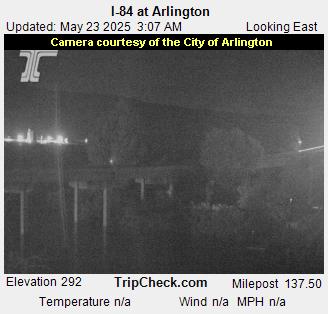 I-84 at Arlington
Updated: May 23 2025 3:07 AM Looking East
Camera courtesy of the City of Arlington
Elevation 292 TripCheck.com Milepost 137.50
Temperature n/a Wind n/a MPH n/a